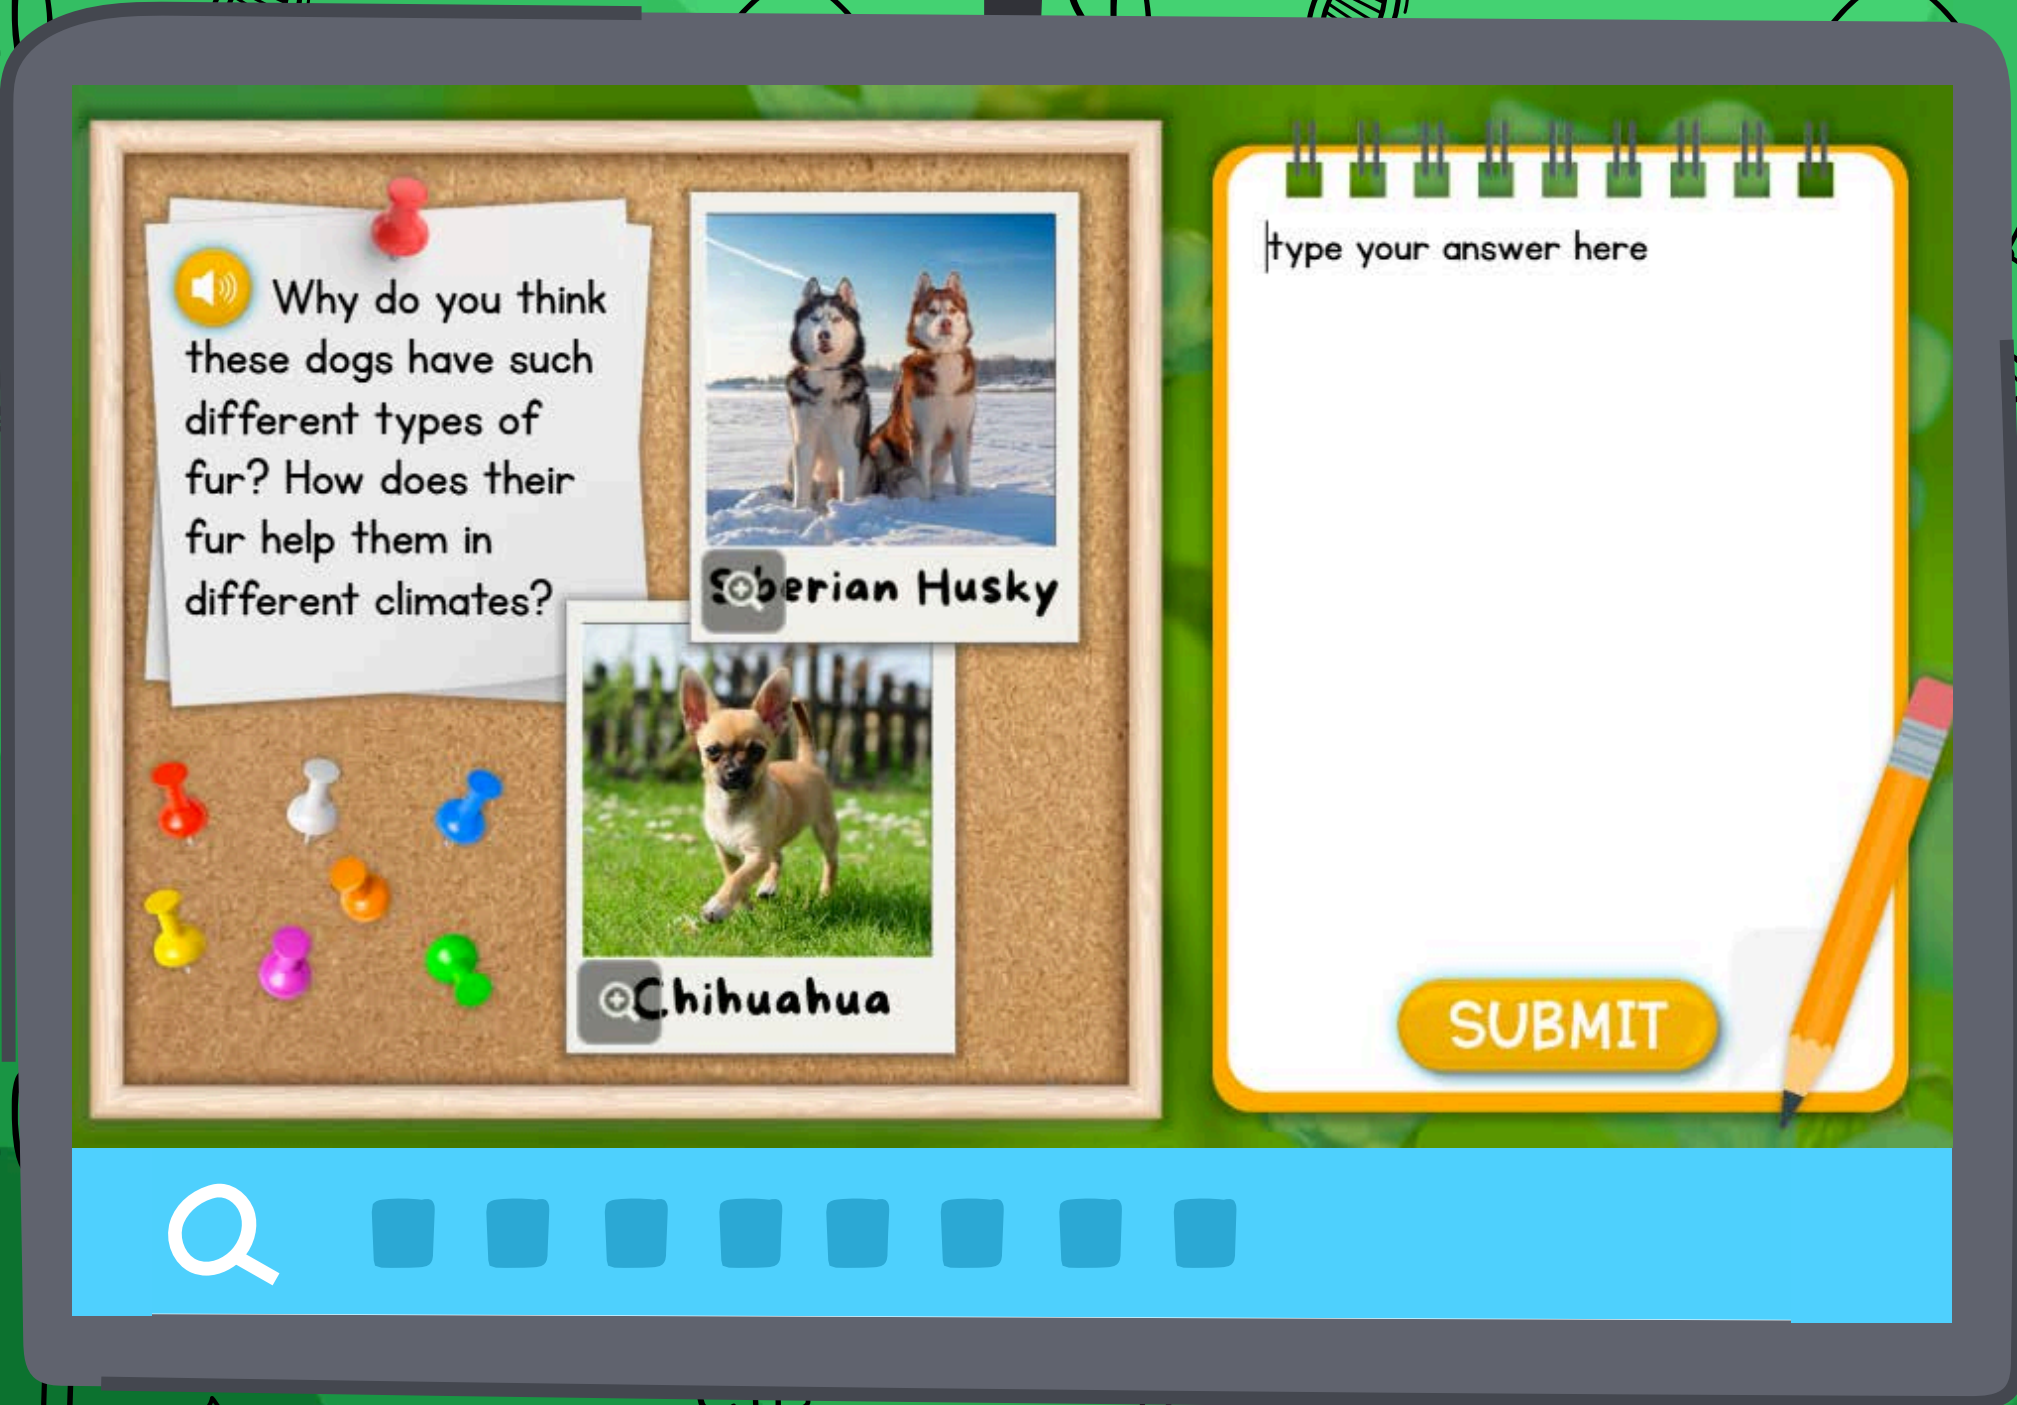 Why do you think
these dogs have such
different types of
fur? How does their
fur help them in
different climates?
Siberian Husky
Chihuahua
type your answer here
SUBMIT